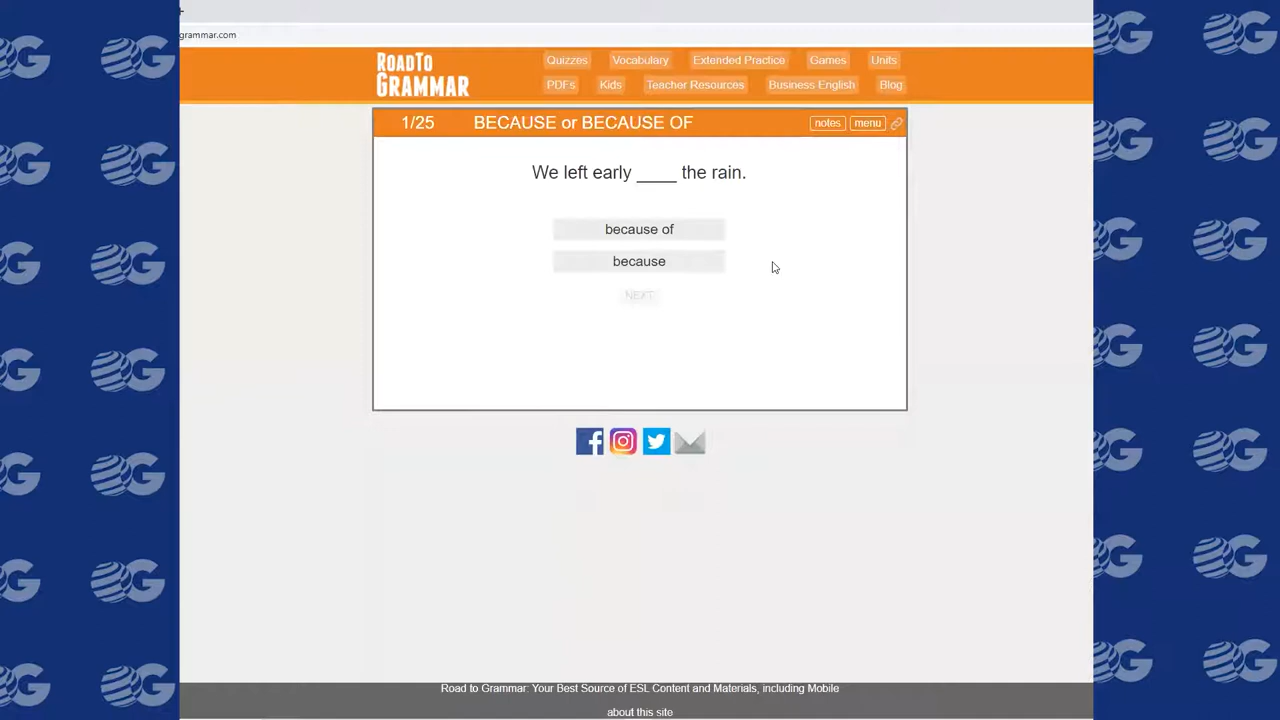 grammar.com
ROADTO
GRAMMAR
Quizzes Vocabulary Extended Practice Games Units
PDFs Kids Teacher Resources Business English Blog
1/25 BECAUSE or BECAUSE OF notes menu
We left early ____ the rain.
because of
because
NEXT
Road to Grammar: Your Best Source of ESL Content and Materials, including Mobile
about this site